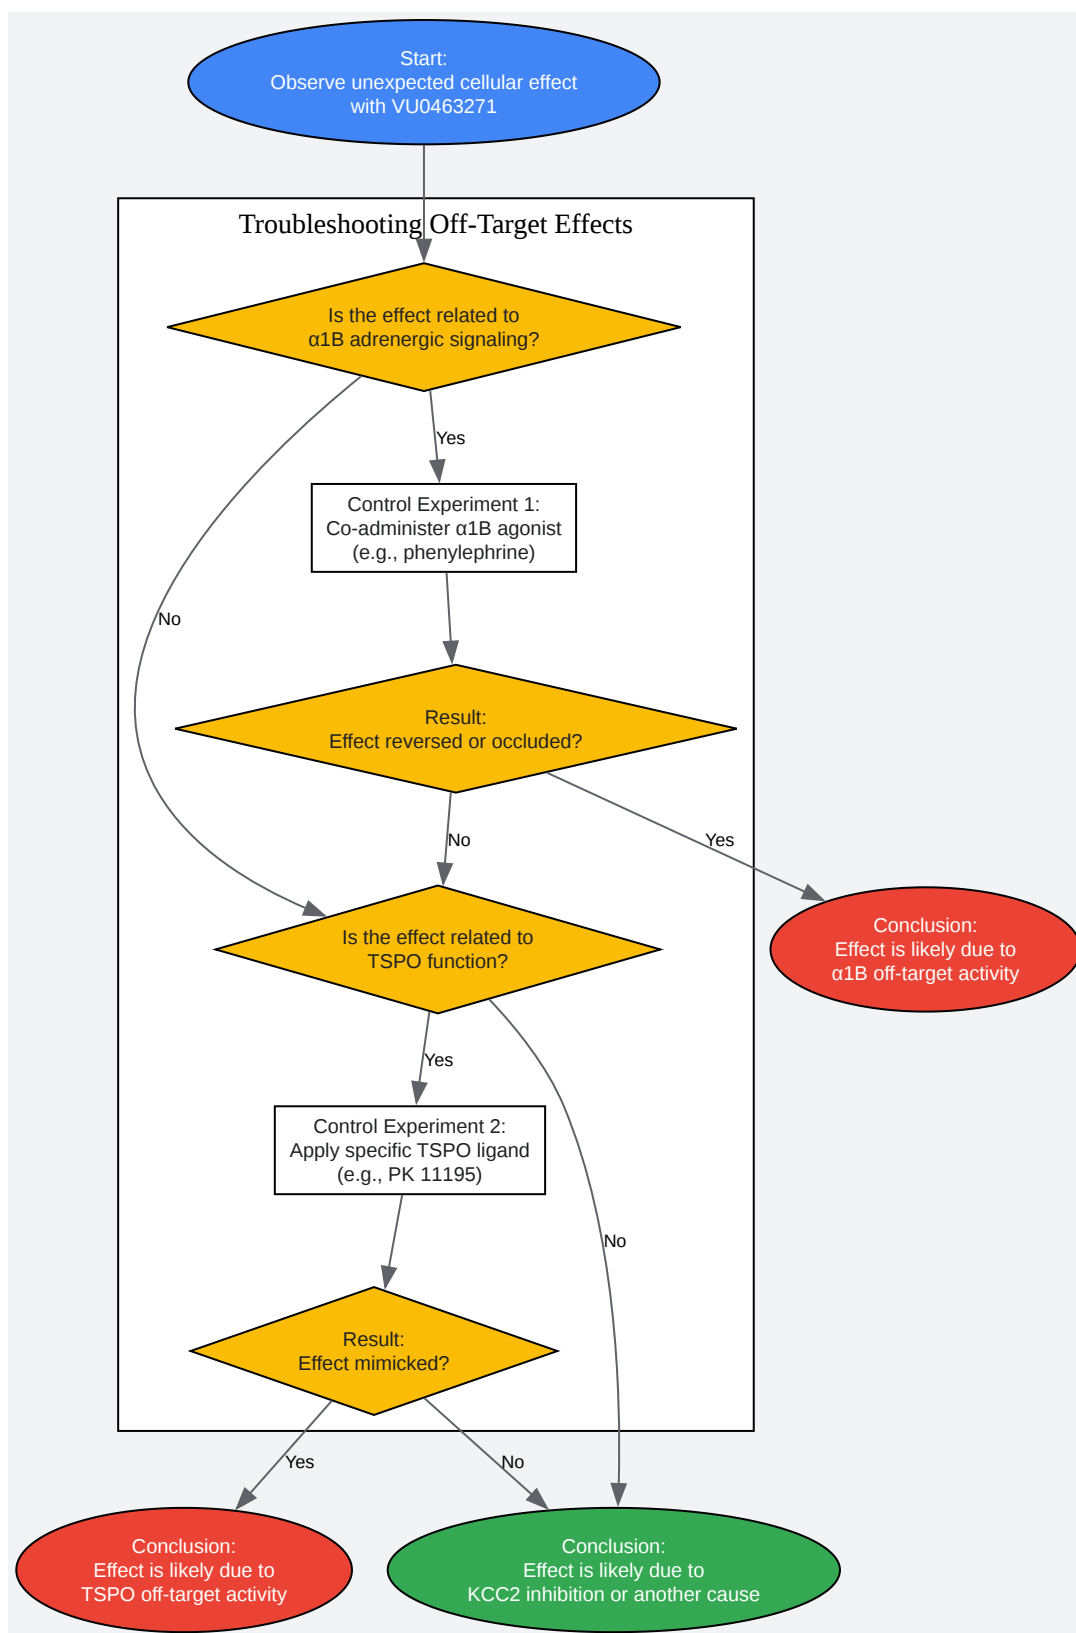 Start:
Observe unexpected cellular effect
with VU0463271
Troubleshooting Off-Target Effects
Is the effect related to
α1B adrenergic signaling?
Yes
Control Experiment 1:
Co-administer α1B agonist
(e.g., phenylephrine)
No
Result:
Effect reversed or occluded?
No
Yes
Is the effect related to
TSPO function?
Conclusion:
Effect is likely due to
α1B off-target activity
Yes
Control Experiment 2:
Apply specific TSPO ligand
(e.g., PK 11195)
No
Result:
Effect mimicked?
Yes
No
Conclusion:
Effect is likely due to
TSPO off-target activity
Conclusion:
Effect is likely due to
KCC2 inhibition or another cause